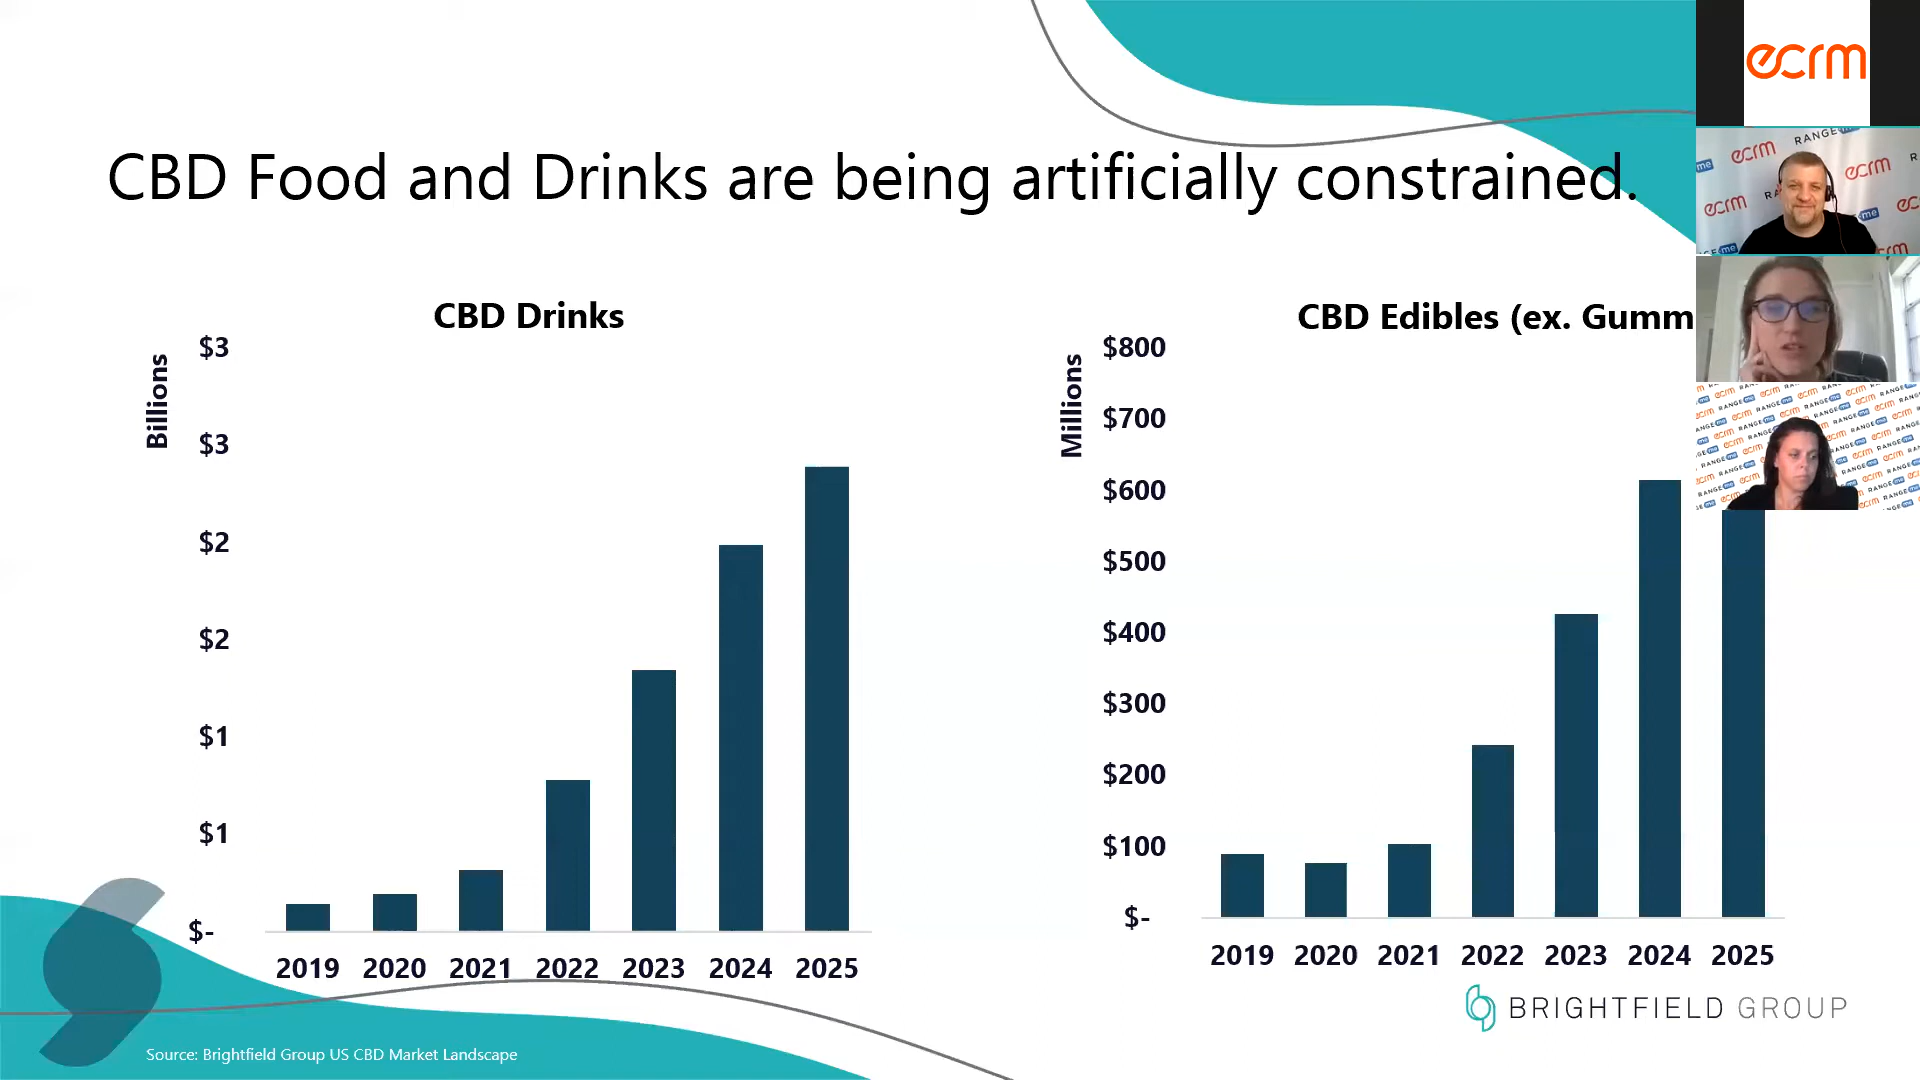 ecrm
CBD Food and Drinks are being artificially constrained.
CBD Drinks
Billions
$3
$3
$2
$2
$1
$1
$-
2019 2020 2021 2022 2023 2024 2025
CBD Edibles (ex. Gumm
Millions
$800
$700
$600
$500
$400
$300
$200
$100
$-
2019 2020 2021 2022 2023 2024 2025
BRIGHTFIELD GROUP
Source: Brightfield Group US CBD Market Landscape